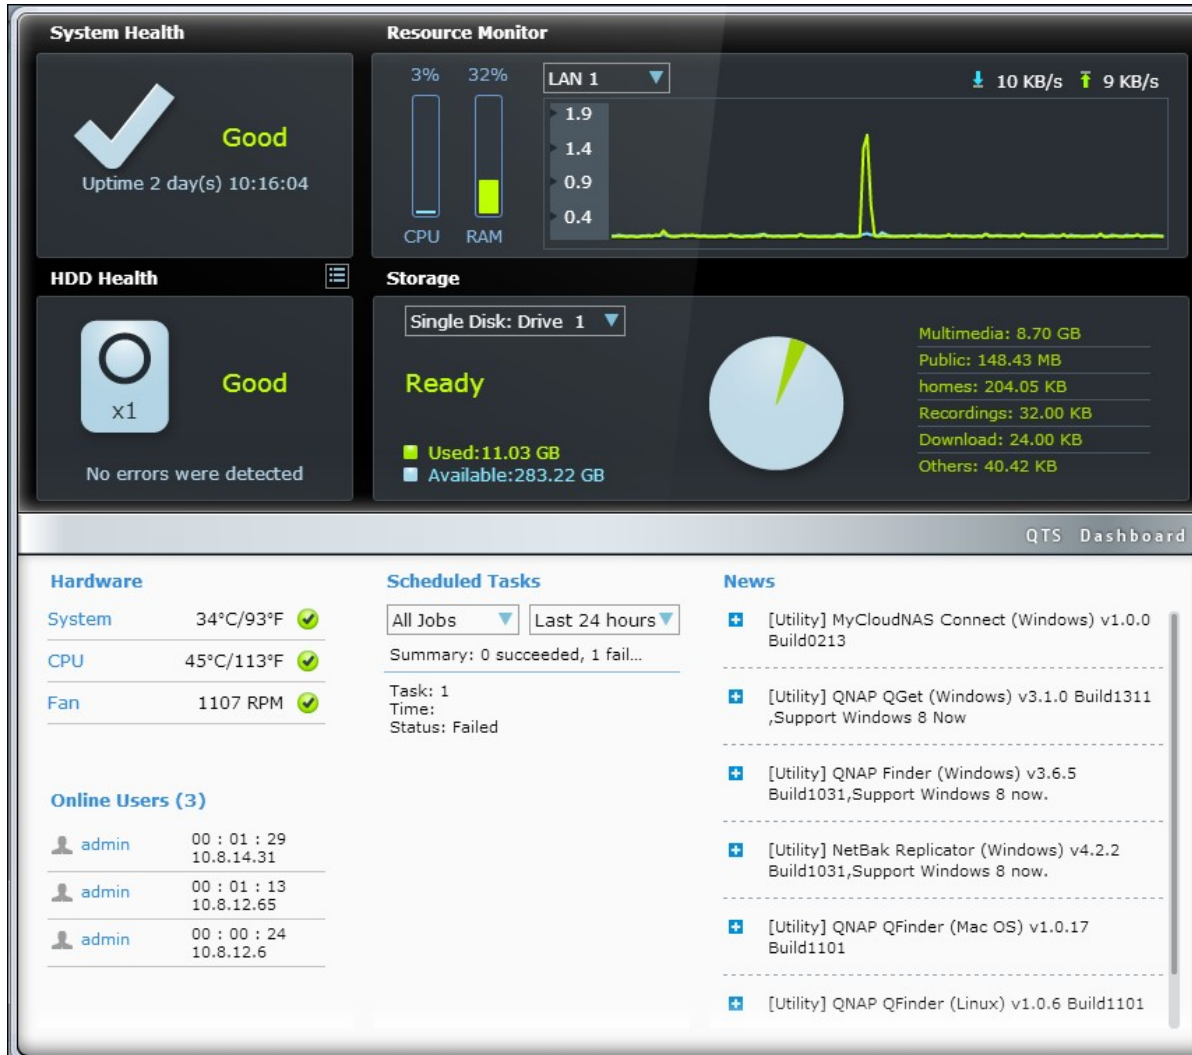 System Health
Good
Uptime 2 day(s) 10:16:04
Resource Monitor
3% 32%
CPU RAM
LAN 1
10 KB/s 9 KB/s
1.9
1.4
0.9
0.4
HDD Health
x1
Good
No errors were detected
Storage
Single Disk: Drive 1
Ready
Used:11.03 GB
Available:283.22 GB
Multimedia: 8.70 GB
Public: 148.43 MB
homes: 204.05 KB
Recordings: 32.00 KB
Download: 24.00 KB
Others: 40.42 KB
QTS Dashboard
Hardware
System 34°C/93°F
CPU 45°C/113°F
Fan 1107 RPM
Online Users (3)
admin 00 : 01 : 29
10.8.14.31
admin 00 : 01 : 13
10.8.12.65
admin 00 : 00 : 24
10.8.12.6
Scheduled Tasks
All Jobs Last 24 hours
Summary: 0 succeeded, 1 fail...
Task: 1
Time:
Status: Failed
News
[Utility] MyCloudNAS Connect (Windows) v1.0.0
Build0213
[Utility] QNAP QGet (Windows) v3.1.0 Build1311
,Support Windows 8 Now
[Utility] QNAP Finder (Windows) v3.6.5
Build1031,Support Windows 8 now.
[Utility] NetBak Replicator (Windows) v4.2.2
Build1031,Support Windows 8 now.
[Utility] QNAP QFinder (Mac OS) v1.0.17
Build1101
[Utility] QNAP QFinder (Linux) v1.0.6 Build1101